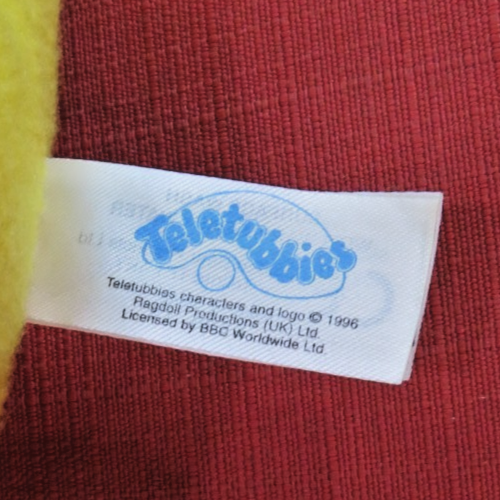 Teletubbies
Teletubbies characters and logo © 1996
Ragdoll Productions (UK) Ltd.
Licensed by BBC Worldwide Ltd.